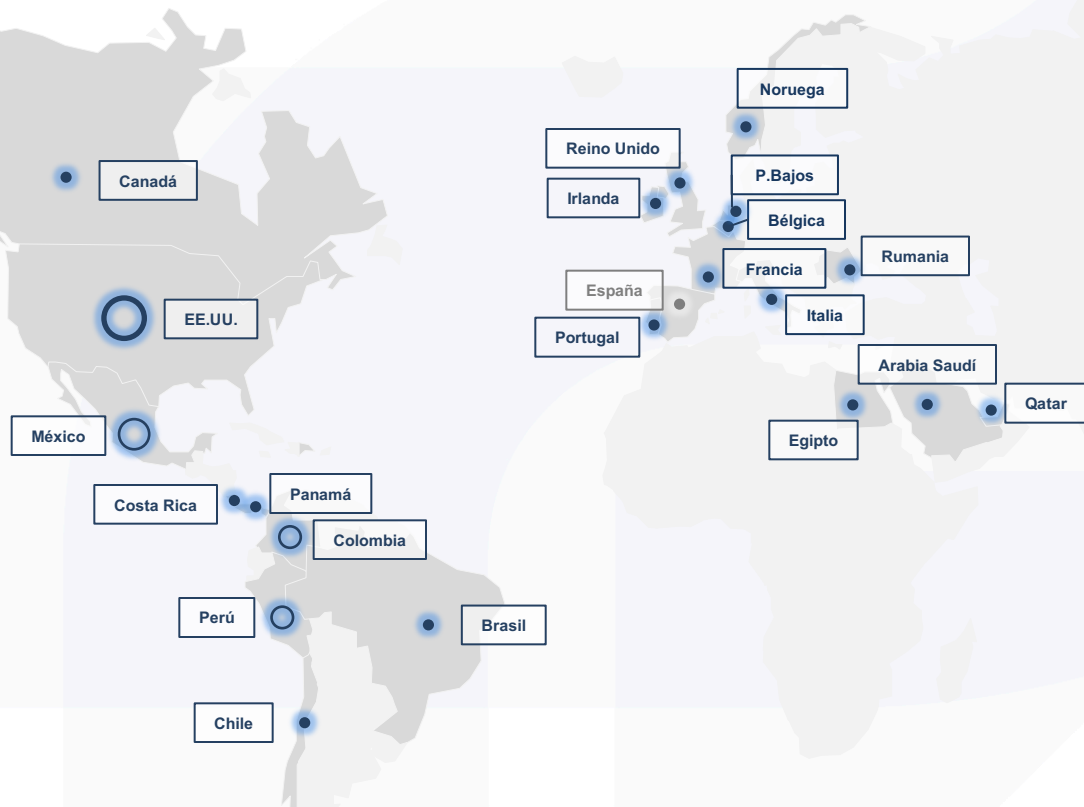 Noruega
Reino Unido
P.Bajos
Canadá
Irlanda
Bélgica
Rumania
Francia
España
EE.UU.
Italia
Portugal
Arabia Saudí
Qatar
México
Egipto
Panamá
Costa Rica
Colombia
Perú
Brasil
Chile